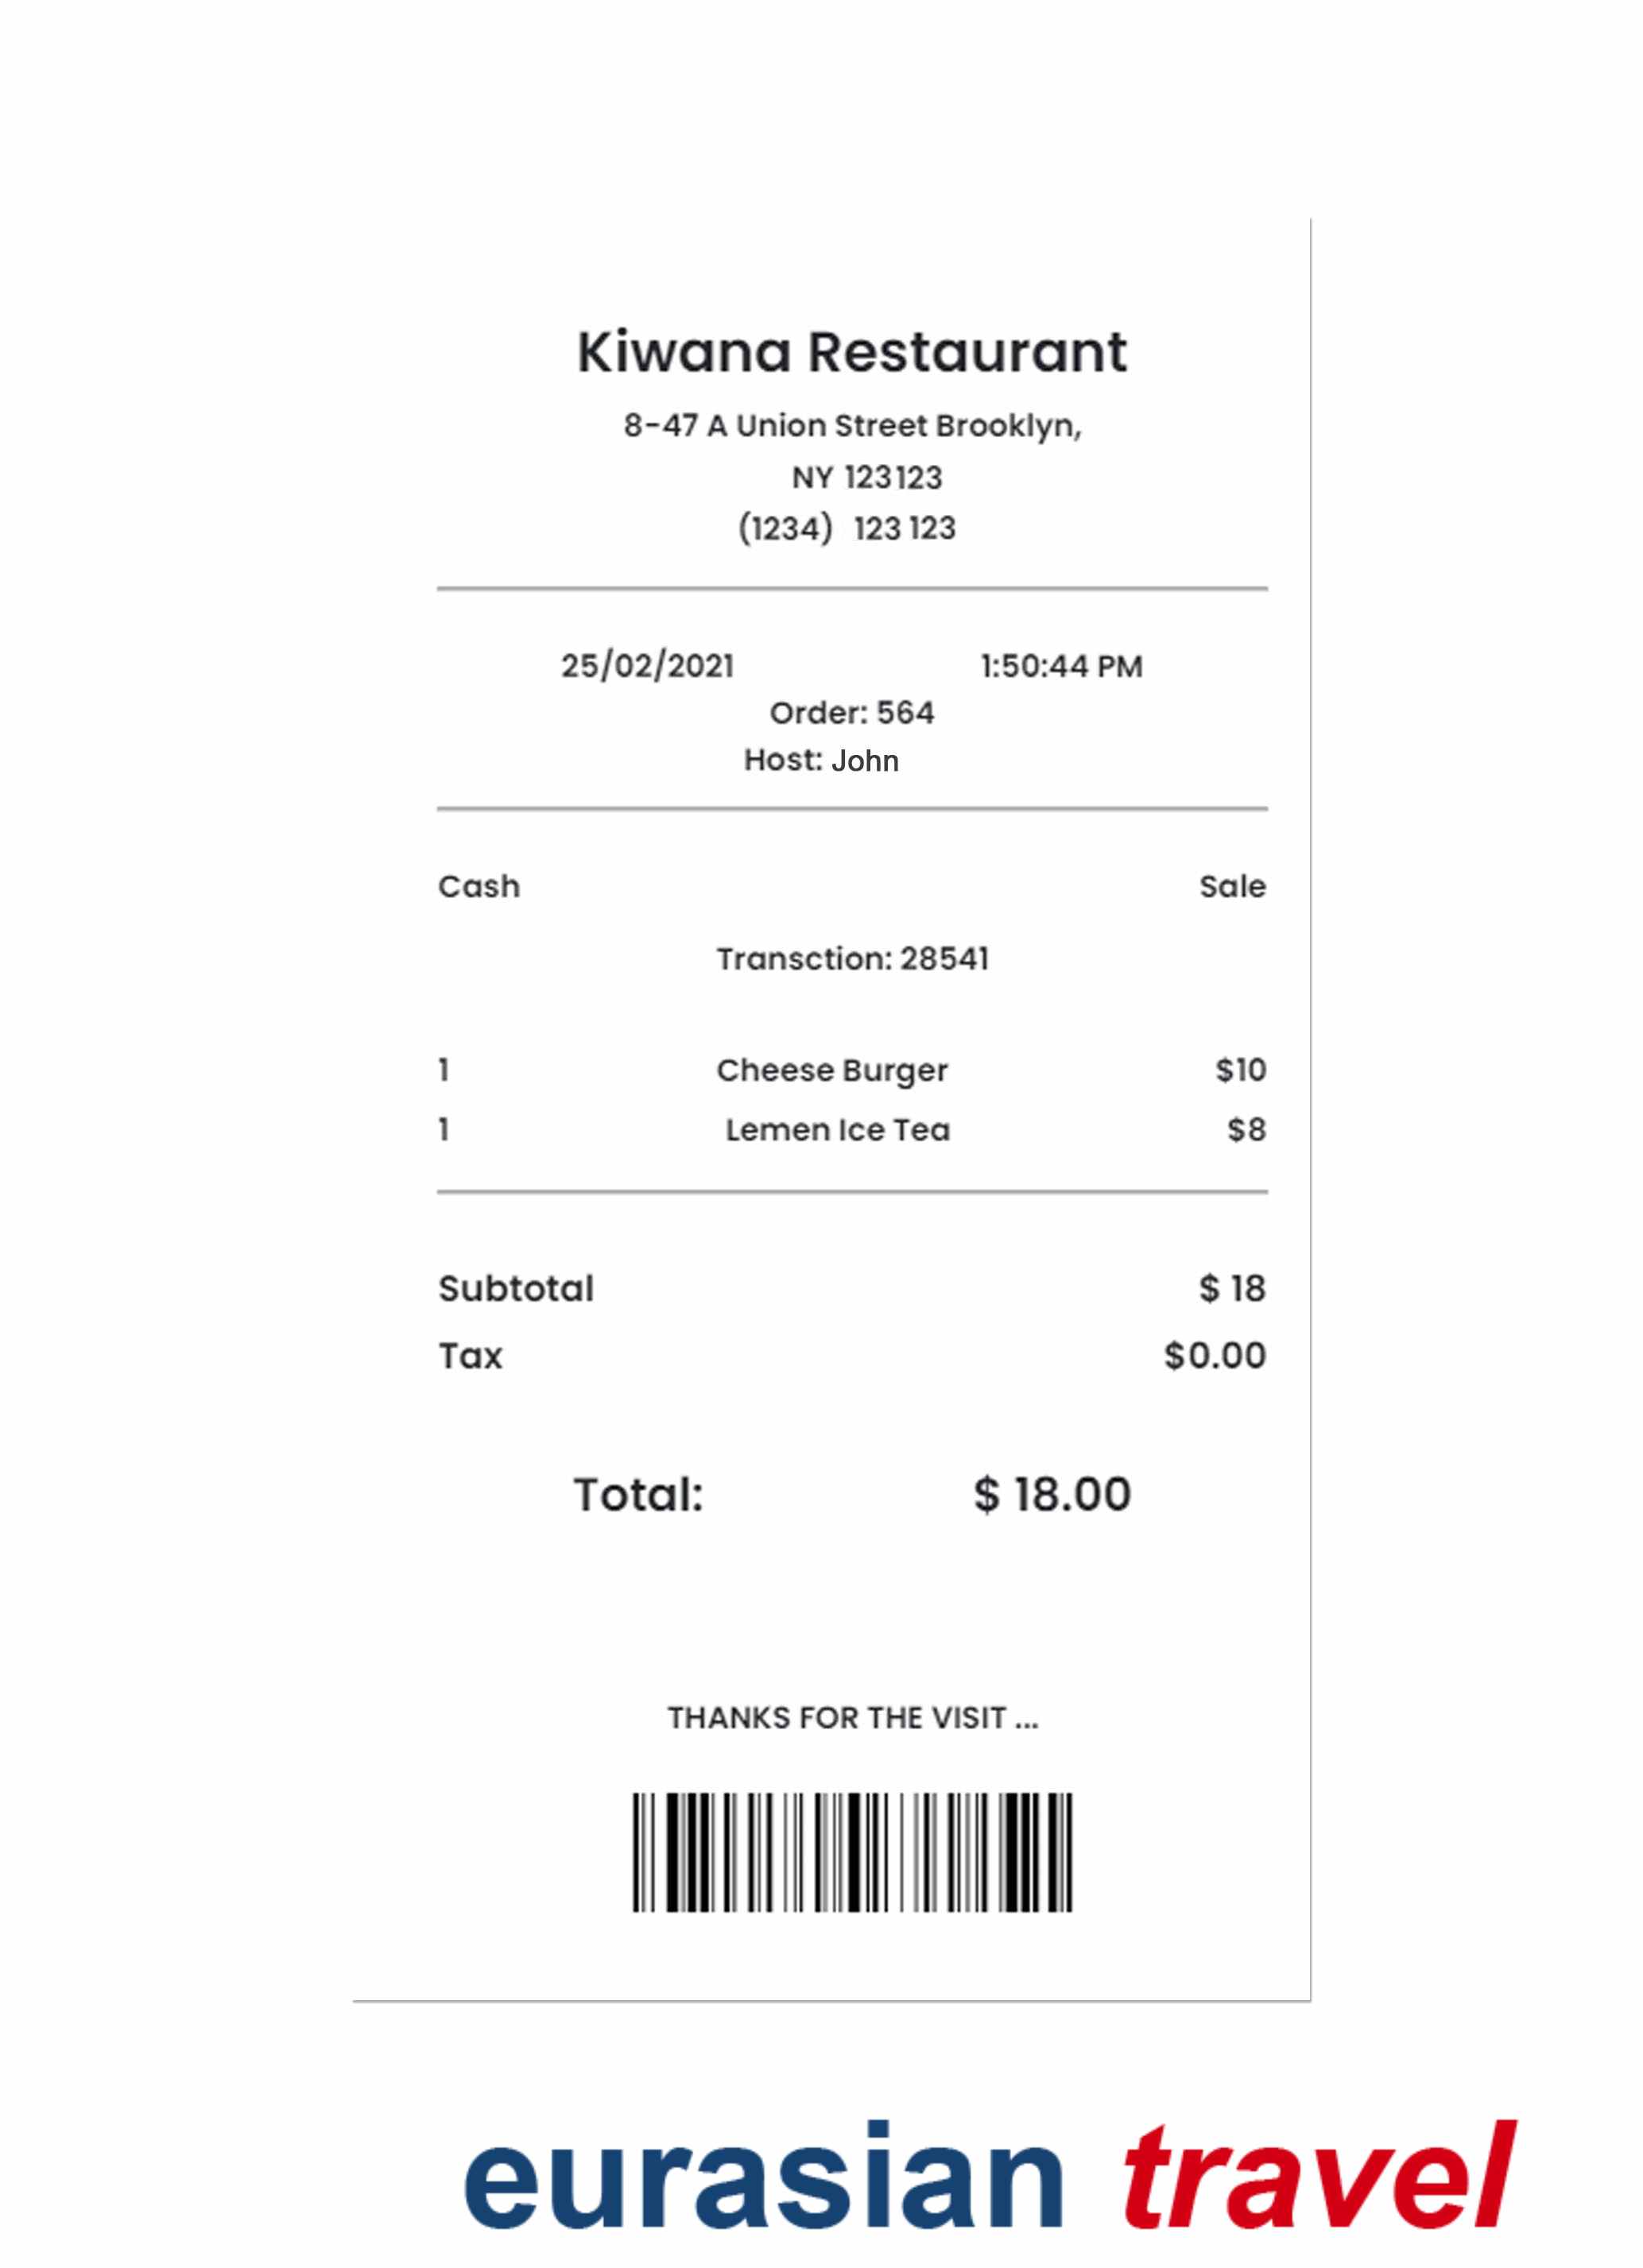 Kiwana Restaurant
8-47 A Union Street Brooklyn,
NY 123123
(1234) 123 123
25/02/2021 1:50:44 PM
Order: 564
Host: John
Cash Sale
Transction: 28541
1 Cheese Burger $10
1 Lemen Ice Tea $8
Subtotal $ 18
Tax $0.00
Total: $ 18.00
THANKS FOR THE VISIT ...
eurasian travel